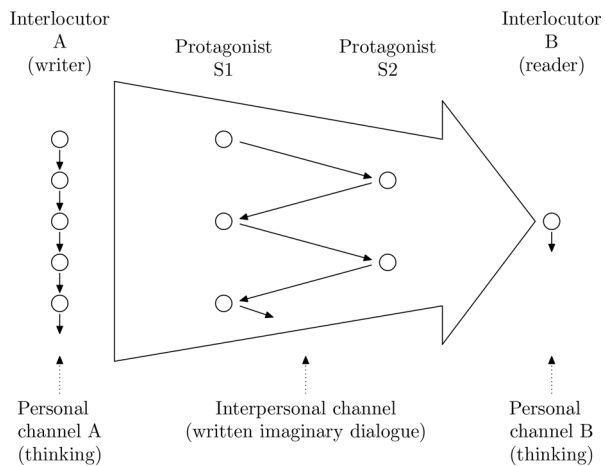 Interlocutor
A
(writer)
Protagonist
S1
Protagonist
S2
Interlocutor
B
(reader)
Personal
channel A
(thinking)
Interpersonal channel
(written imaginary dialogue)
Personal
channel B
(thinking)